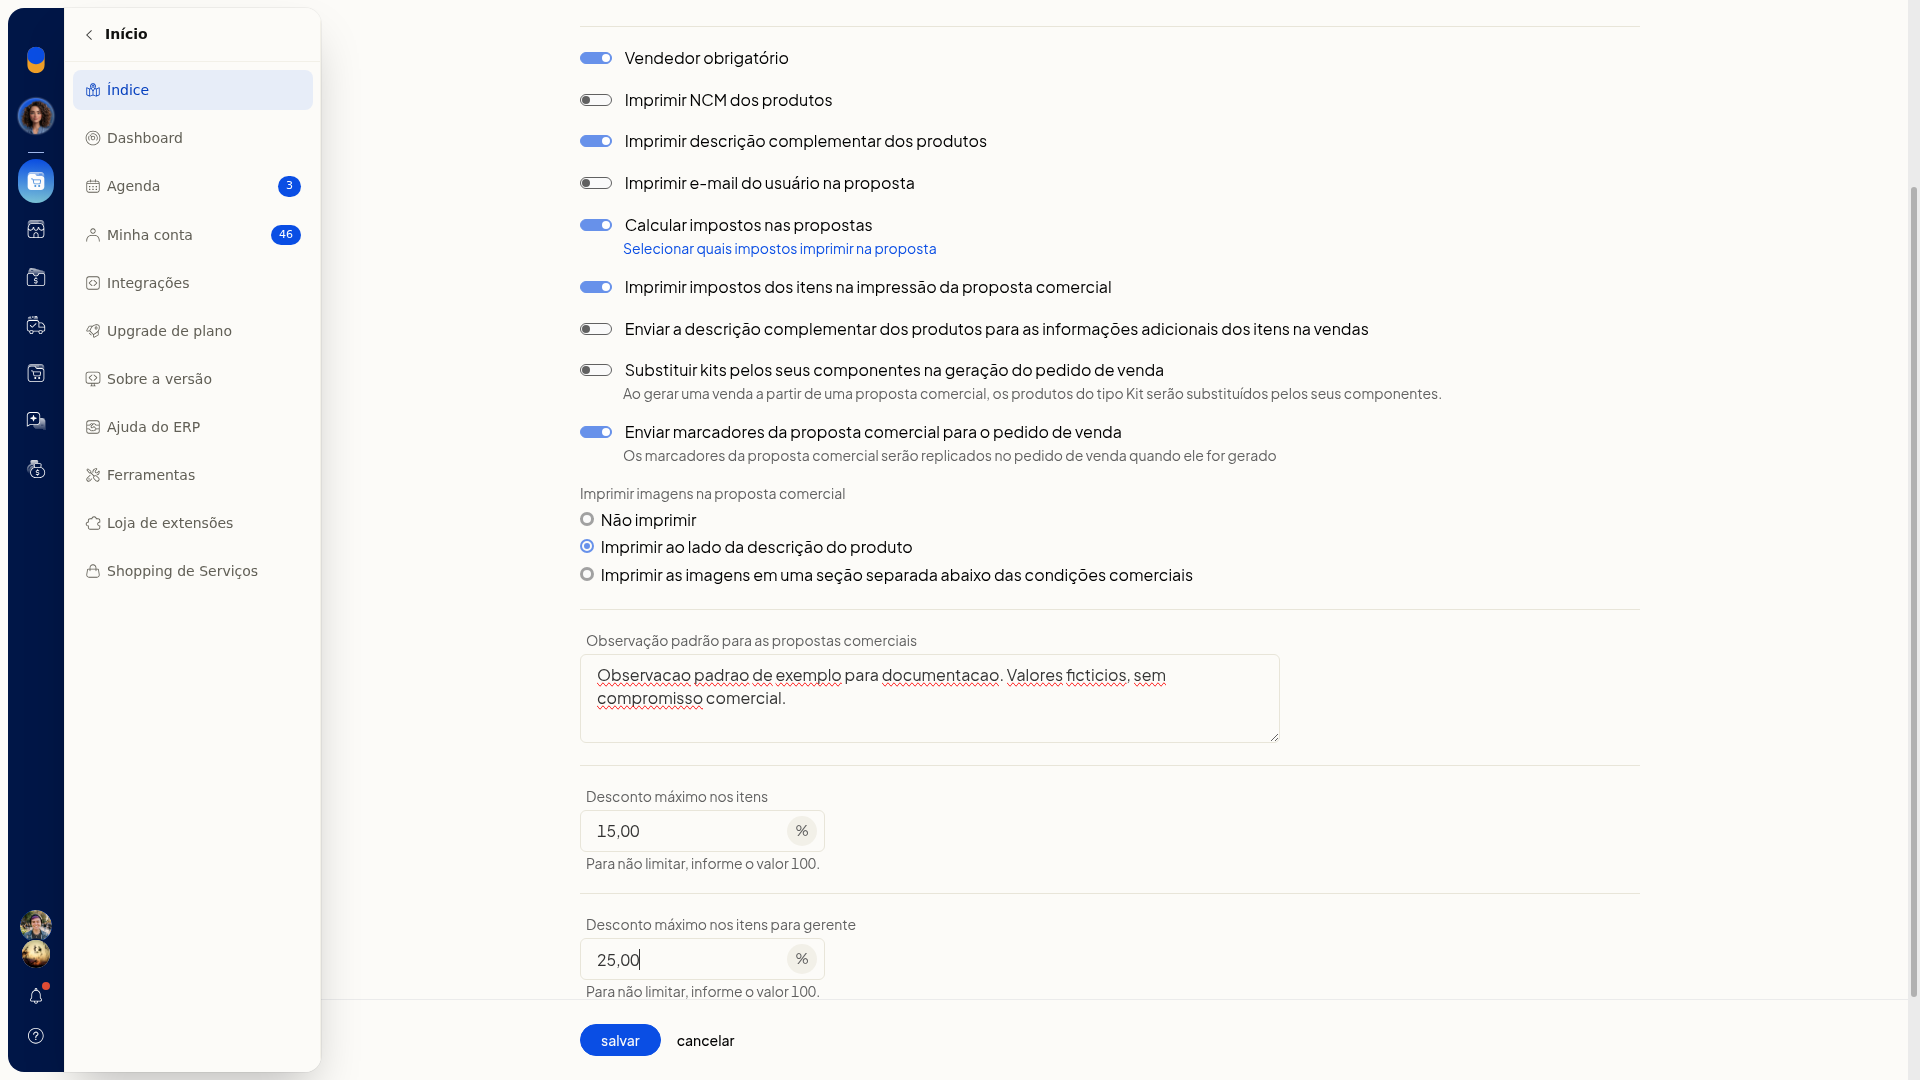 Início
Índice
Dashboard
Agenda
3
Minha conta
46
Integrações
Upgrade de plano
Sobre a versão
Ajuda do ERP
Ferramentas
Loja de extensões
Shopping de Serviços
Vendedor obrigatório
Imprimir NCM dos produtos
Imprimir descrição complementar dos produtos
Imprimir e-mail do usuário na proposta
Calcular impostos nas propostas
Selecionar quais impostos imprimir na proposta
Imprimir impostos dos itens na impressão da proposta comercial
Enviar a descrição complementar dos produtos para as informações adicionais dos itens na vendas
Substituir kits pelos seus componentes na geração do pedido de venda
Ao gerar uma venda a partir de uma proposta comercial, os produtos do tipo Kit serão substituídos pelos seus componentes.
Enviar marcadores da proposta comercial para o pedido de venda
Os marcadores da proposta comercial serão replicados no pedido de venda quando ele for gerado
Imprimir imagens na proposta comercial
Não imprimir
Imprimir ao lado da descrição do produto
Imprimir as imagens em uma seção separada abaixo das condições comerciais
Observação padrão para as propostas comerciais
Observacao padrao de exemplo para documentacao. Valores ficticios, sem
compromisso comercial.
Desconto máximo nos itens
15,00
%
Para não limitar, informe o valor 100.
Desconto máximo nos itens para gerente
25,00
%
Para não limitar, informe o valor 100.
salvar
cancelar